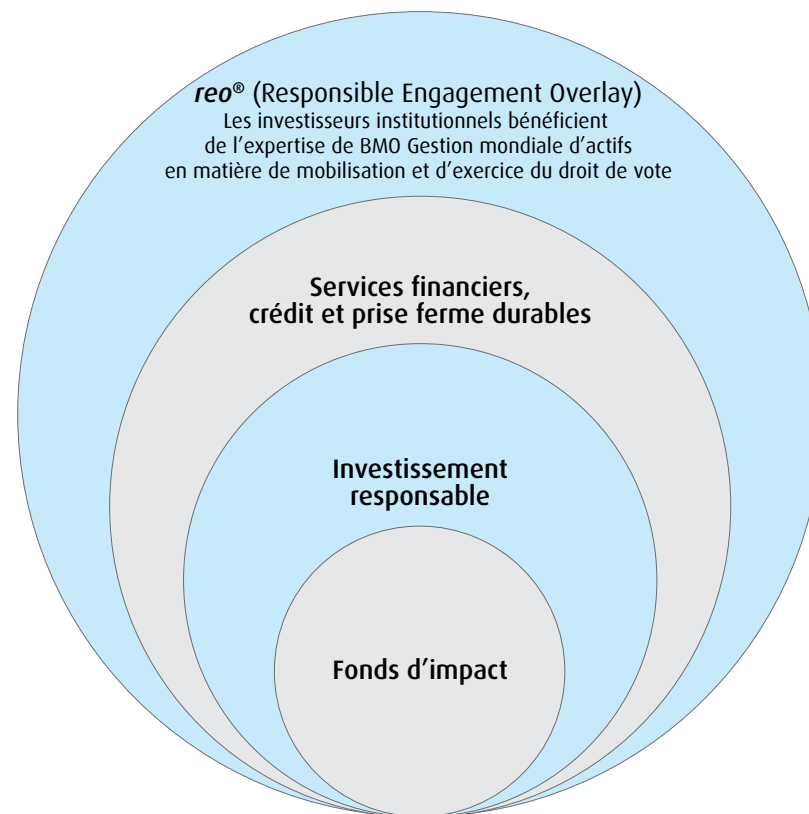 reo® (Responsible Engagement Overlay)
Les investisseurs institutionnels bénéficient
de l’expertise de BMO Gestion mondiale d’actifs
en matière de mobilisation et d’exercice du droit de vote
Services financiers,
crédit et prise ferme durables
Investissement
responsable
Fonds d’impact